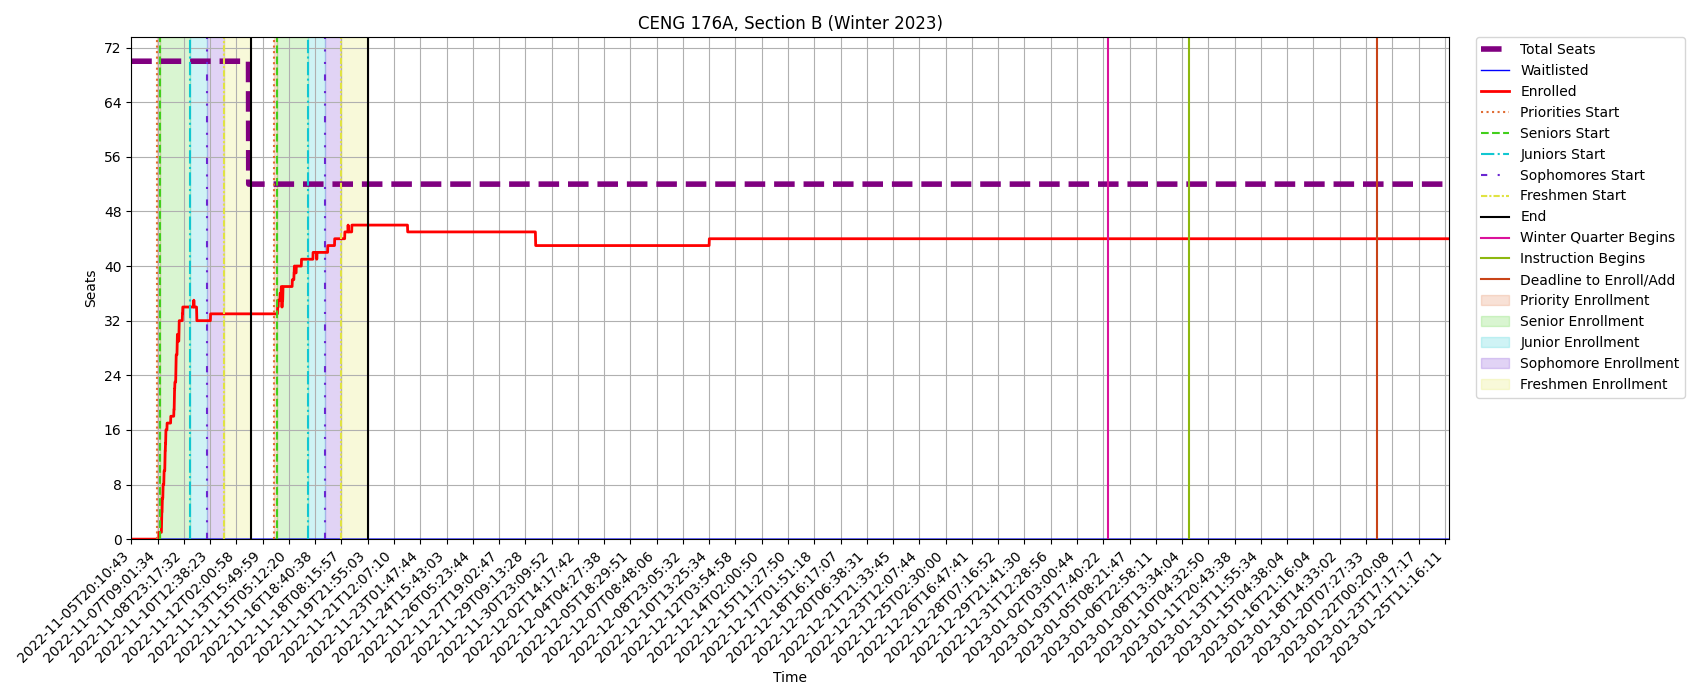 CENG 176A, Section B (Winter 2023)
72
64
56
48
40
32
24
16
8
0
Seats
2022-11-05T20:10:43
2022-11-07T09:01:34
2022-11-08T23:17:32
2022-11-10T12:38:23
2022-11-12T02:00:58
2022-11-13T15:49:59
2022-11-15T05:12:20
2022-11-16T18:40:38
2022-11-18T08:15:57
2022-11-19T21:55:03
2022-11-21T12:07:10
2022-11-23T01:47:44
2022-11-24T15:43:03
2022-11-26T05:23:44
2022-11-27T19:02:47
2022-11-29T09:13:28
2022-11-30T23:09:52
2022-12-02T14:17:42
2022-12-04T04:27:38
2022-12-05T18:29:51
2022-12-07T08:48:06
2022-12-08T23:05:32
2022-12-10T13:25:34
2022-12-12T03:54:58
2022-12-14T02:00:50
2022-12-15T11:27:50
2022-12-17T01:51:18
2022-12-18T16:17:07
2022-12-20T06:38:31
2022-12-21T21:33:45
2022-12-23T12:07:44
2022-12-25T02:30:00
2022-12-26T16:47:41
2022-12-28T07:16:52
2022-12-29T21:41:30
2022-12-31T12:28:56
2023-01-02T03:00:44
2023-01-03T17:40:22
2023-01-05T08:21:47
2023-01-06T22:58:11
2023-01-08T13:34:04
2023-01-10T04:32:50
2023-01-11T20:43:38
2023-01-13T11:55:34
2023-01-15T04:38:04
2023-01-16T21:16:04
2023-01-18T14:33:02
2023-01-20T07:27:33
2023-01-22T00:20:08
2023-01-23T17:17:17
2023-01-25T11:16:11
Time
Total Seats
Waitlisted
Enrolled
Priorities Start
Seniors Start
Juniors Start
Sophomores Start
Freshmen Start
End
Winter Quarter Begins
Instruction Begins
Deadline to Enroll/Add
Priority Enrollment
Senior Enrollment
Junior Enrollment
Sophomore Enrollment
Freshmen Enrollment